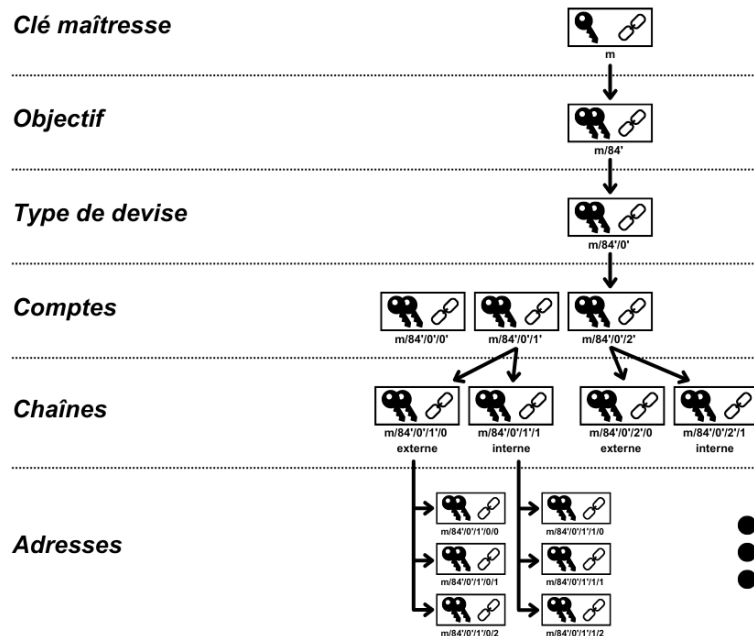 Clé maîtresse
m
Objectif
m/84'
Type de devise
m/84'/0'
Comptes
m/84'/0'/0'
m/84'/0'/1'
m/84'/0'/2'
Chaînes
m/84'/0'/1'/0
externe
m/84'/0'/1'/1
interne
m/84'/0'/2'/0
externe
m/84'/0'/2'/1
interne
Adresses
m/84'/0'/1'/0/0
m/84'/0'/1'/1/0
m/84'/0'/1'/0/1
m/84'/0'/1'/1/1
m/84'/0'/1'/0/2
m/84'/0'/1'/1/2